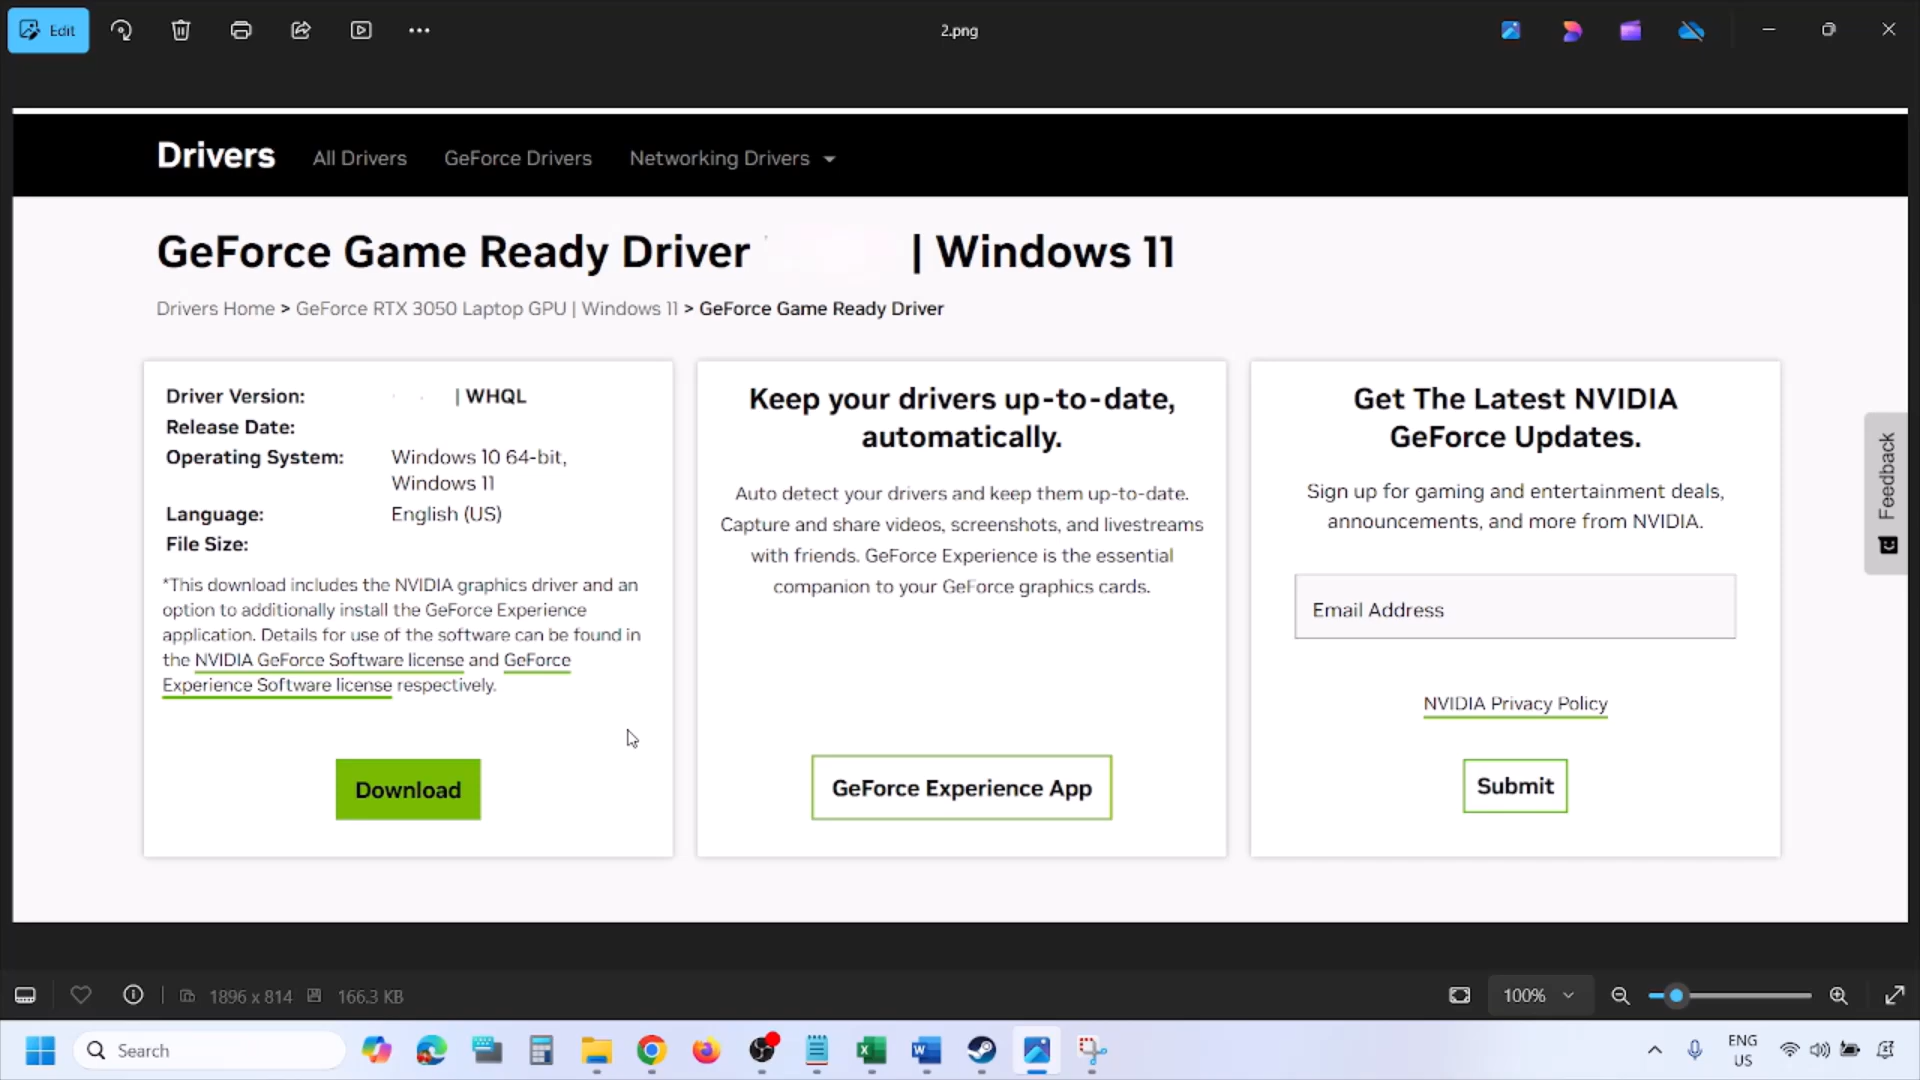 Edit
2.png
Drivers All Drivers GeForce Drivers Networking Drivers
GeForce Game Ready Driver | Windows 11
Drivers Home > GeForce RTX 3050 Laptop GPU | Windows 11 > GeForce Game Ready Driver
Driver Version: | WHQL
Release Date:
Operating System: Windows 10 64-bit,
Windows 11
Language: English (US)
File Size:
*This download includes the NVIDIA graphics driver and an
option to additionally install the GeForce Experience
application. Details for use of the software can be found in
the NVIDIA GeForce Software license and GeForce
Experience Software license respectively.
Download
Keep your drivers up-to-date,
automatically.
Auto detect your drivers and keep them up-to-date.
Capture and share videos, screenshots, and livestreams
with friends. GeForce Experience is the essential
companion to your GeForce graphics cards.
GeForce Experience App
Get The Latest NVIDIA
GeForce Updates.
Sign up for gaming and entertainment deals,
announcements, and more from NVIDIA.
Email Address
NVIDIA Privacy Policy
Submit
Feedback
1896 x 814 166.3 KB
100%
Search
ENG
US